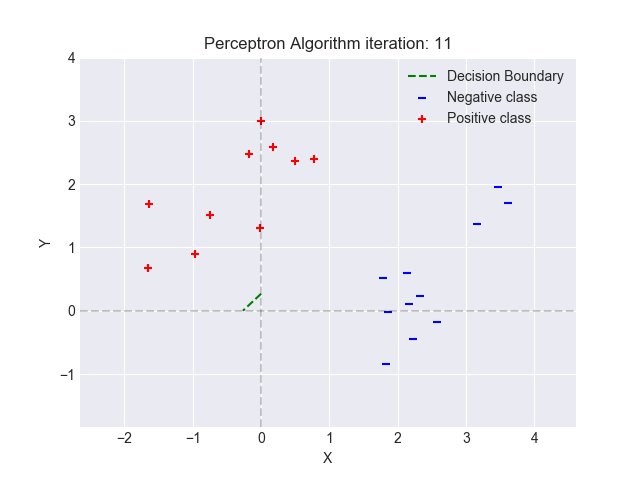 Perceptron Algorithm iteration: 11
Decision Boundary
Negative class
Positive class
4
3
2
1
0
−1
Y
−2 −1 0 1 2 3 4
X